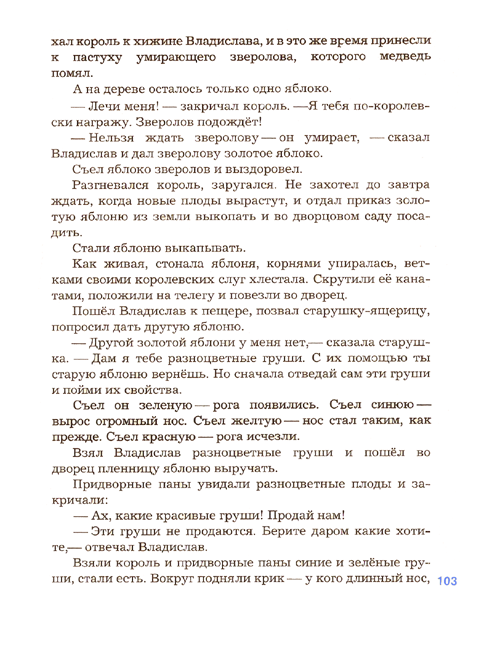 хал король к хижине Владислава, и в это же время принесли
к пастуху умирающего зверолова, которого медведь
помял.
А на дереве осталось только одно яблоко.
— Лечи меня! — закричал король. —Я тебя по-королев-
ски награжу. Зверолов подождёт!
— Нельзя ждать зверолову — он умирает, — сказал
Владислав и дал зверолову золотое яблоко.
Съел яблоко зверолов и выздоровел.
Разгневался король, заругался. Не захотел до завтра
ждать, когда новые плоды вырастут, и отдал приказ золо-
тую яблоню из земли выкопать и во дворцовом саду поса-
дить.
Стали яблоню выкапывать.
Как живая, стонала яблоня, корнями упиралась, вет-
ками своими королевских слуг хлестала. Скрутили её кана-
тами, положили на телегу и повезли во дворец.
Пошёл Владислав к пещере, позвал старушку-ящерицу,
попросил дать другую яблоню.
— Другой золотой яблони у меня нет,— сказала старуш-
ка. — Дам я тебе разноцветные груши. С их помощью ты
старую яблоню вернёшь. Но сначала отведай сам эти груши
и пойми их свойства.
Съел он зеленую — рога появились. Съел синюю —
вырос огромный нос. Съел желтую — нос стал таким, как
прежде. Съел красную — рога исчезли.
Взял Владислав разноцветные груши и пошёл во
дворец пленницу яблоню выручать.
Придворные паны увидали разноцветные плоды и за-
кричали:
— Ах, какие красивые груши! Продай нам!
— Эти груши не продаются. Берите даром какие хоти-
те,— отвечал Владислав.
Взяли король и придворные паны синие и зелёные гру-
ши, стали есть. Вокруг подняли крик — у кого длинный нос,
103